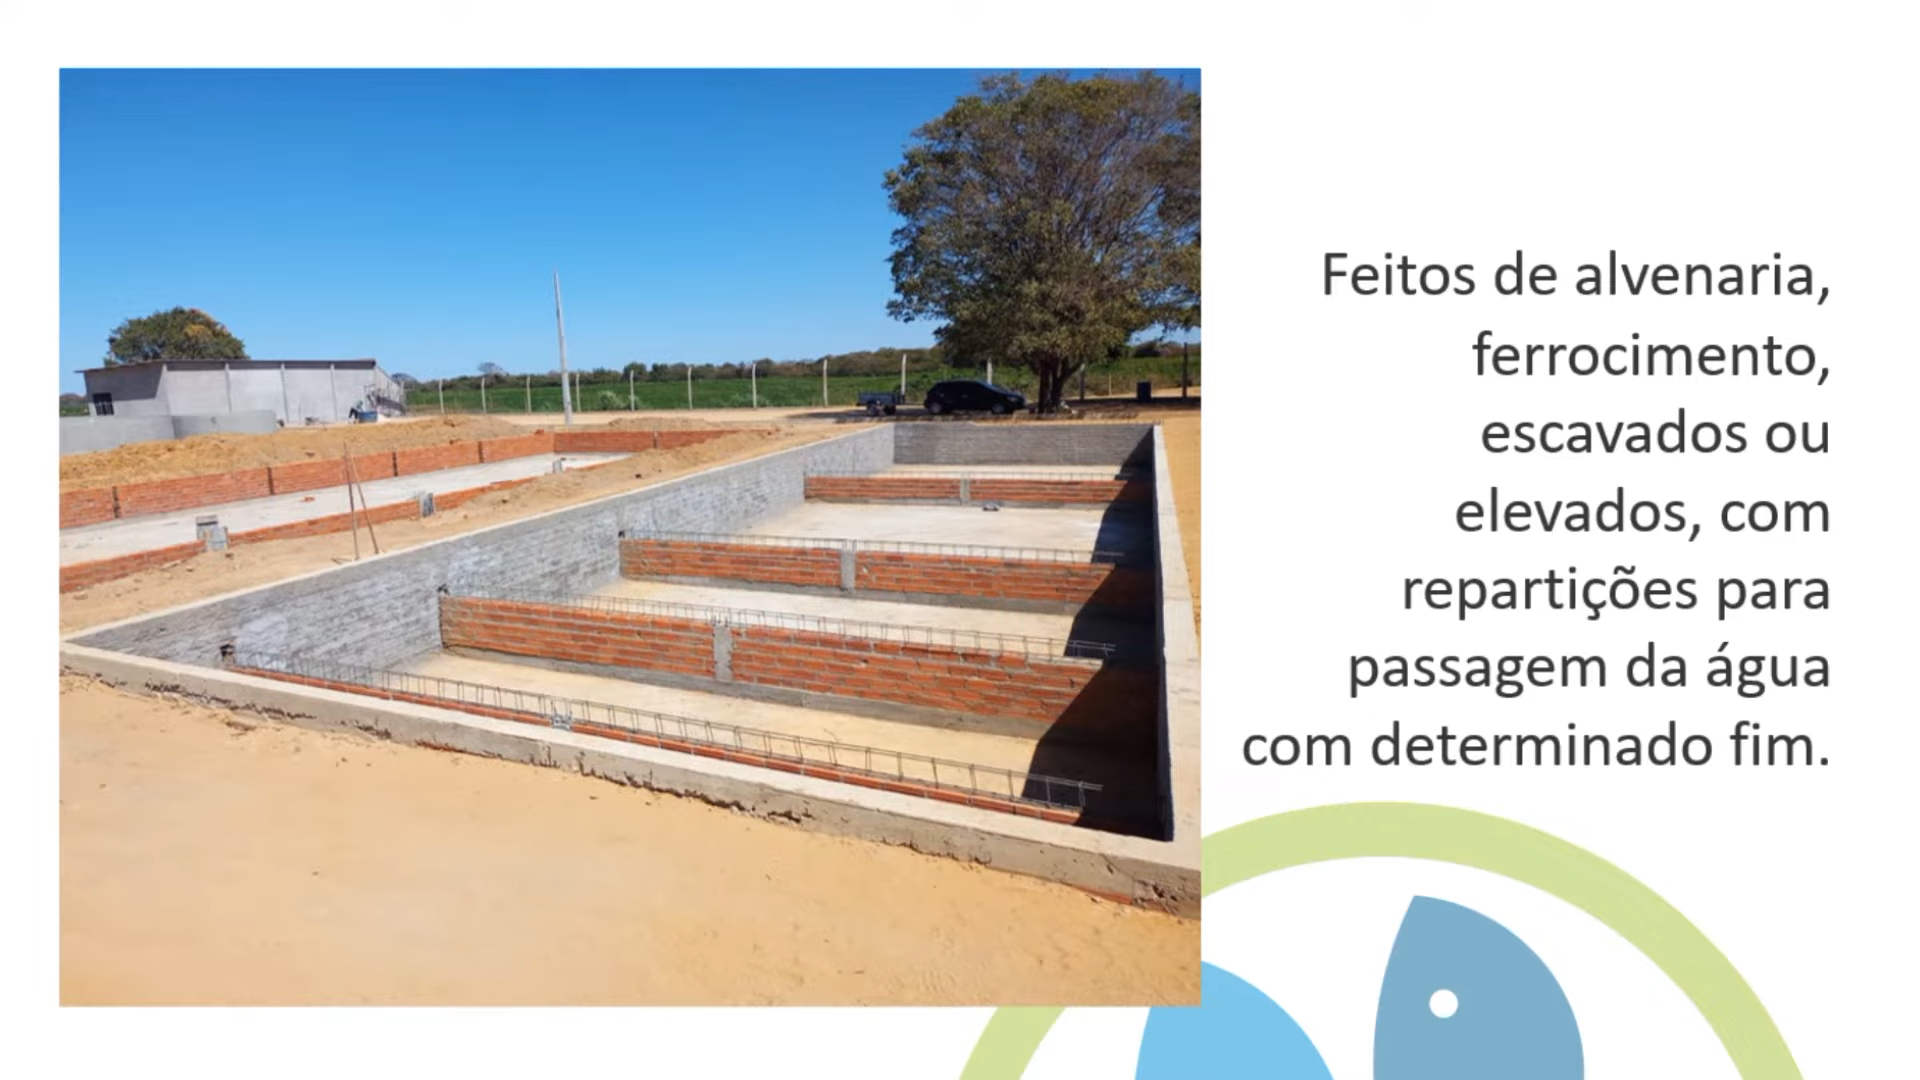 Feitos de alvenaria,
ferrocimento,
escavados ou
elevados, com
repartições para
passagem da água
com determinado fim.